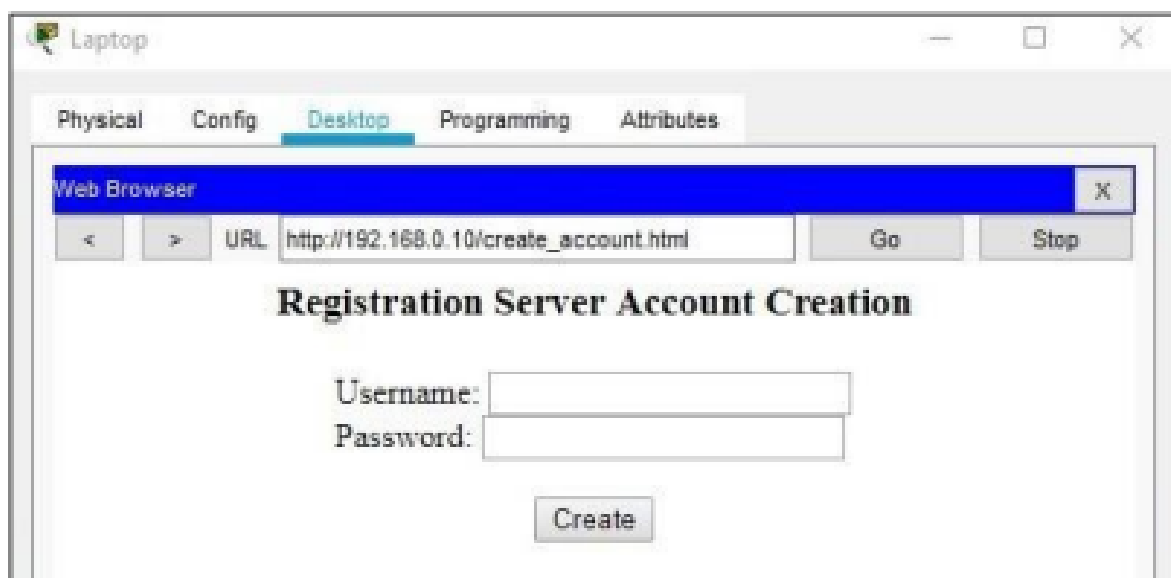 Laptop
Physical Config Desktop Programming Attributes
Web Browser X
< > URL http://192.168.0.10/create_account.html Go Stop
Registration Server Account Creation
Username:
Password:
Create